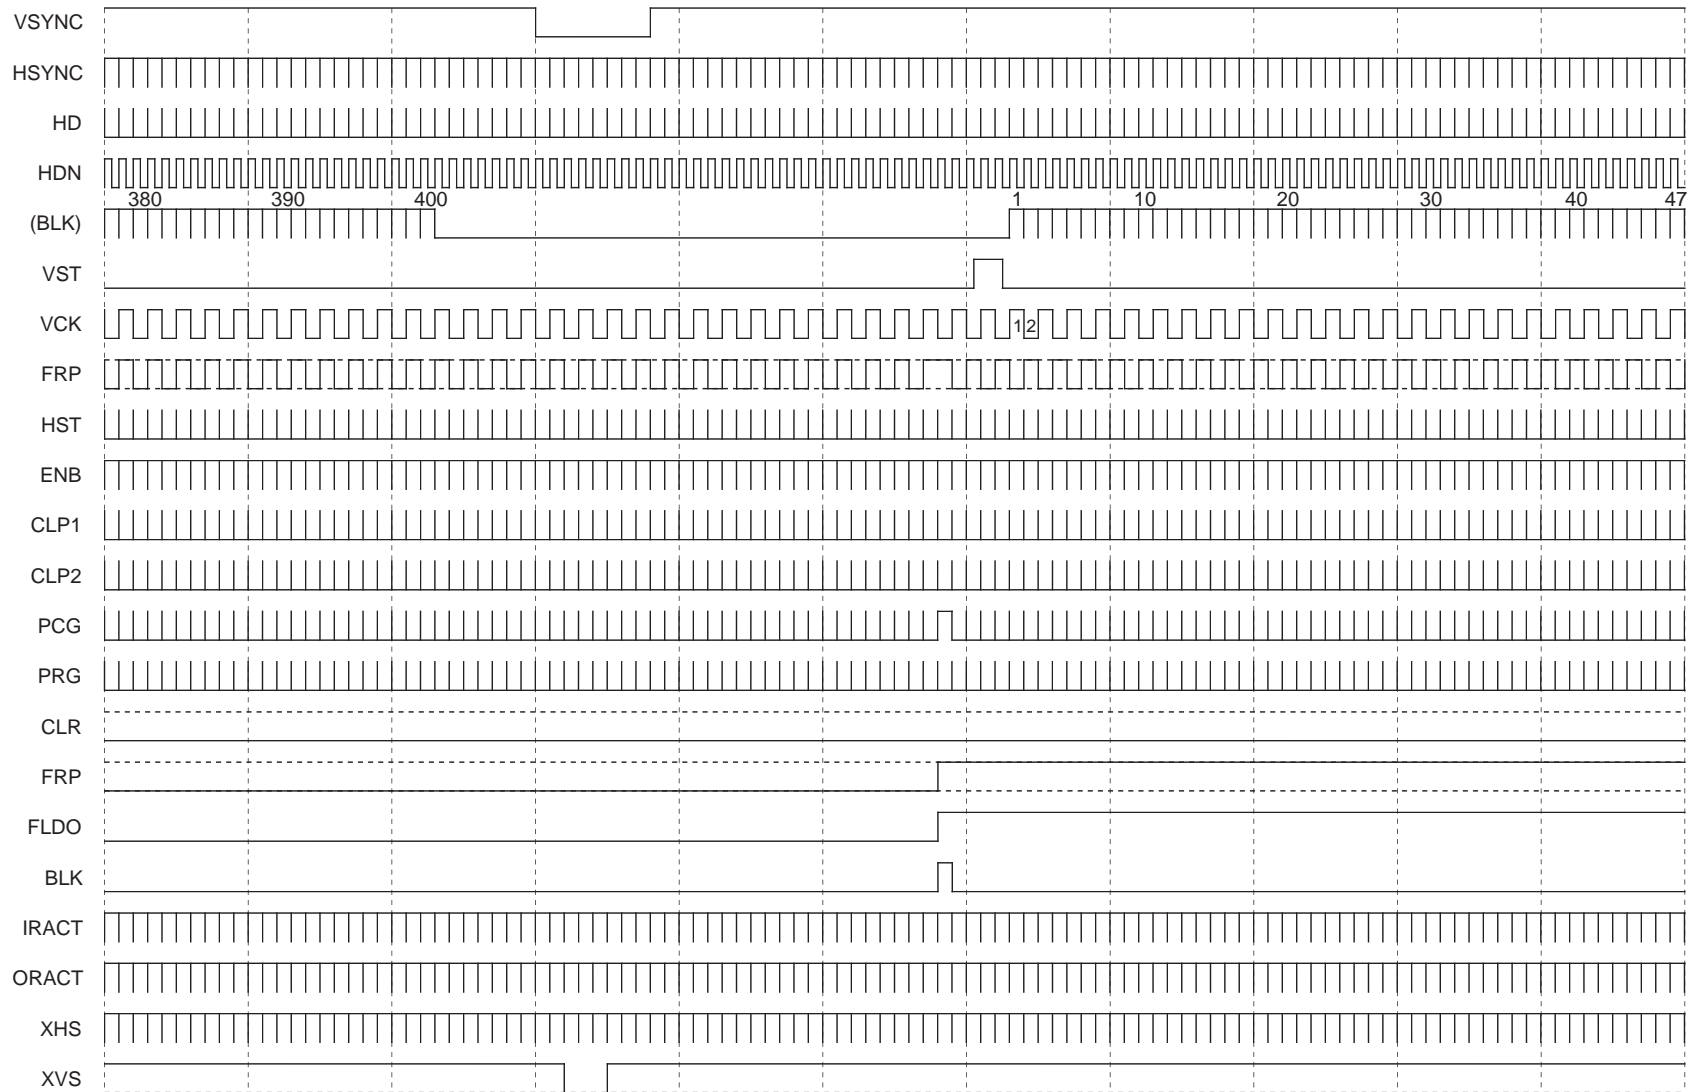 VSYNC
HSYNC
HD
HDN
380 390 400 1 10 20 30 40 47
(BLK)
VST
VCK 1 2
FRP
HST
ENB
CLP1
CLP2
PCG
PRG
CLR
FRP
FLDO
BLK
IRACT
ORACT
XHS
XVS